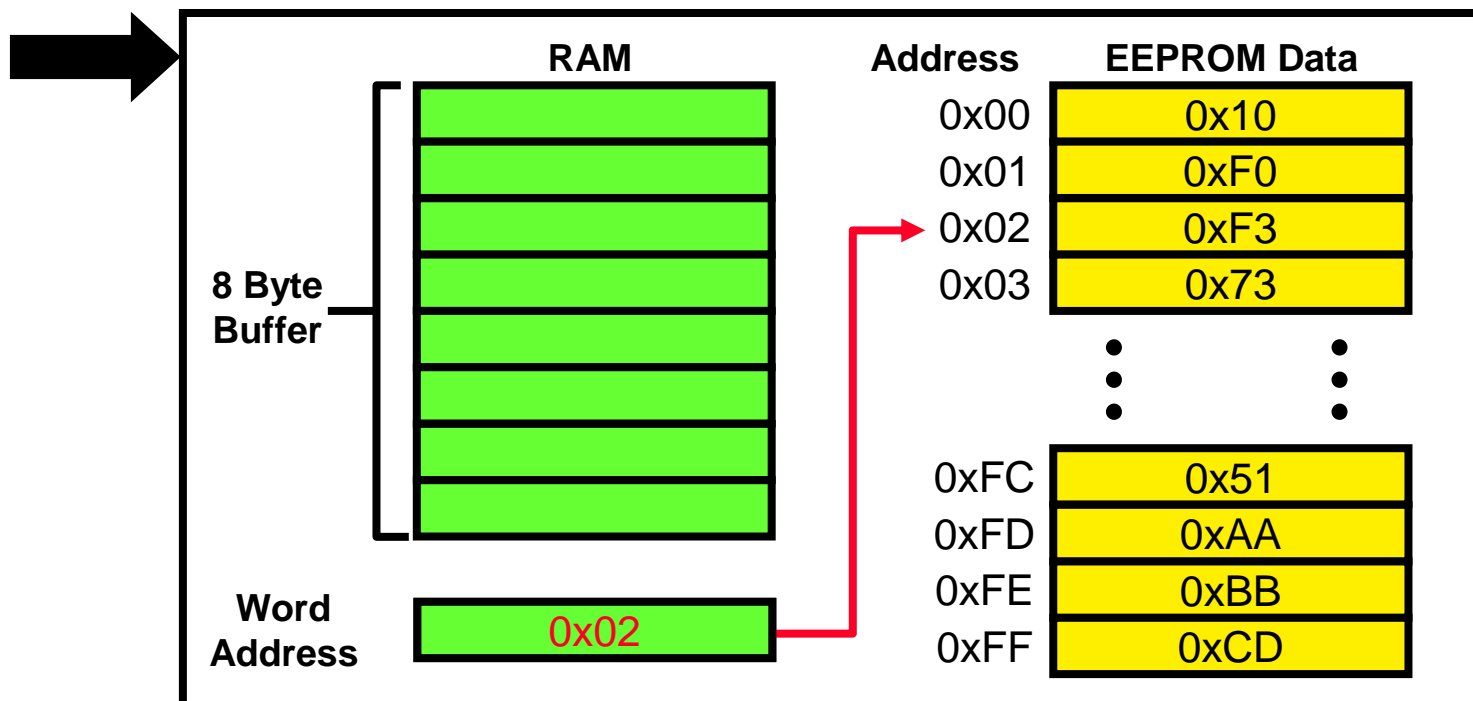 RAM Address EEPROM Data
0x00 0x10
0x01 0xF0
0x02 0xF3
0x03 0x73
8 Byte
Buffer
0xFC 0x51
0xFD 0xAA
0xFE 0xBB
0xFF 0xCD
Word
Address
0x02